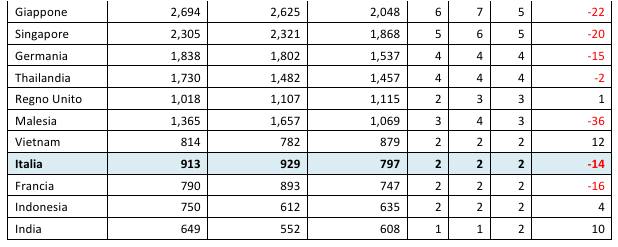 Giappone 2,694 2,625 2,048 6 7 5 -22
Singapore 2,305 2,321 1,868 5 6 5 -20
Germania 1,838 1,802 1,537 4 4 4 -15
Thailandia 1,730 1,482 1,457 4 4 4 -2
Regno Unito 1,018 1,107 1,115 2 3 3 1
Malesia 1,365 1,657 1,069 3 4 3 -36
Vietnam 814 782 879 2 2 2 12
Italia 913 929 797 2 2 2 -14
Francia 790 893 747 2 2 2 -16
Indonesia 750 612 635 2 2 2 4
India 649 552 608 1 1 2 10